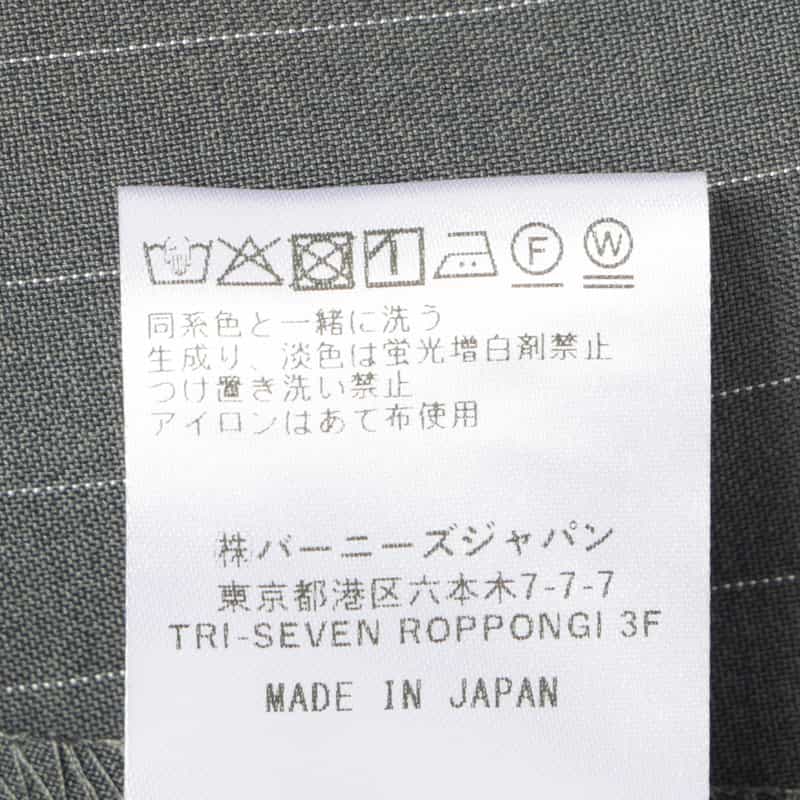 F W
同系色と一緒に洗う
生成り、淡色は蛍光増白剤禁止
つけ置き洗い禁止
アイロンはあて布使用
㈱バーニーズジャパン
東京都港区六本木7-7-7
TRI-SEVEN ROPPONGI 3F
MADE IN JAPAN